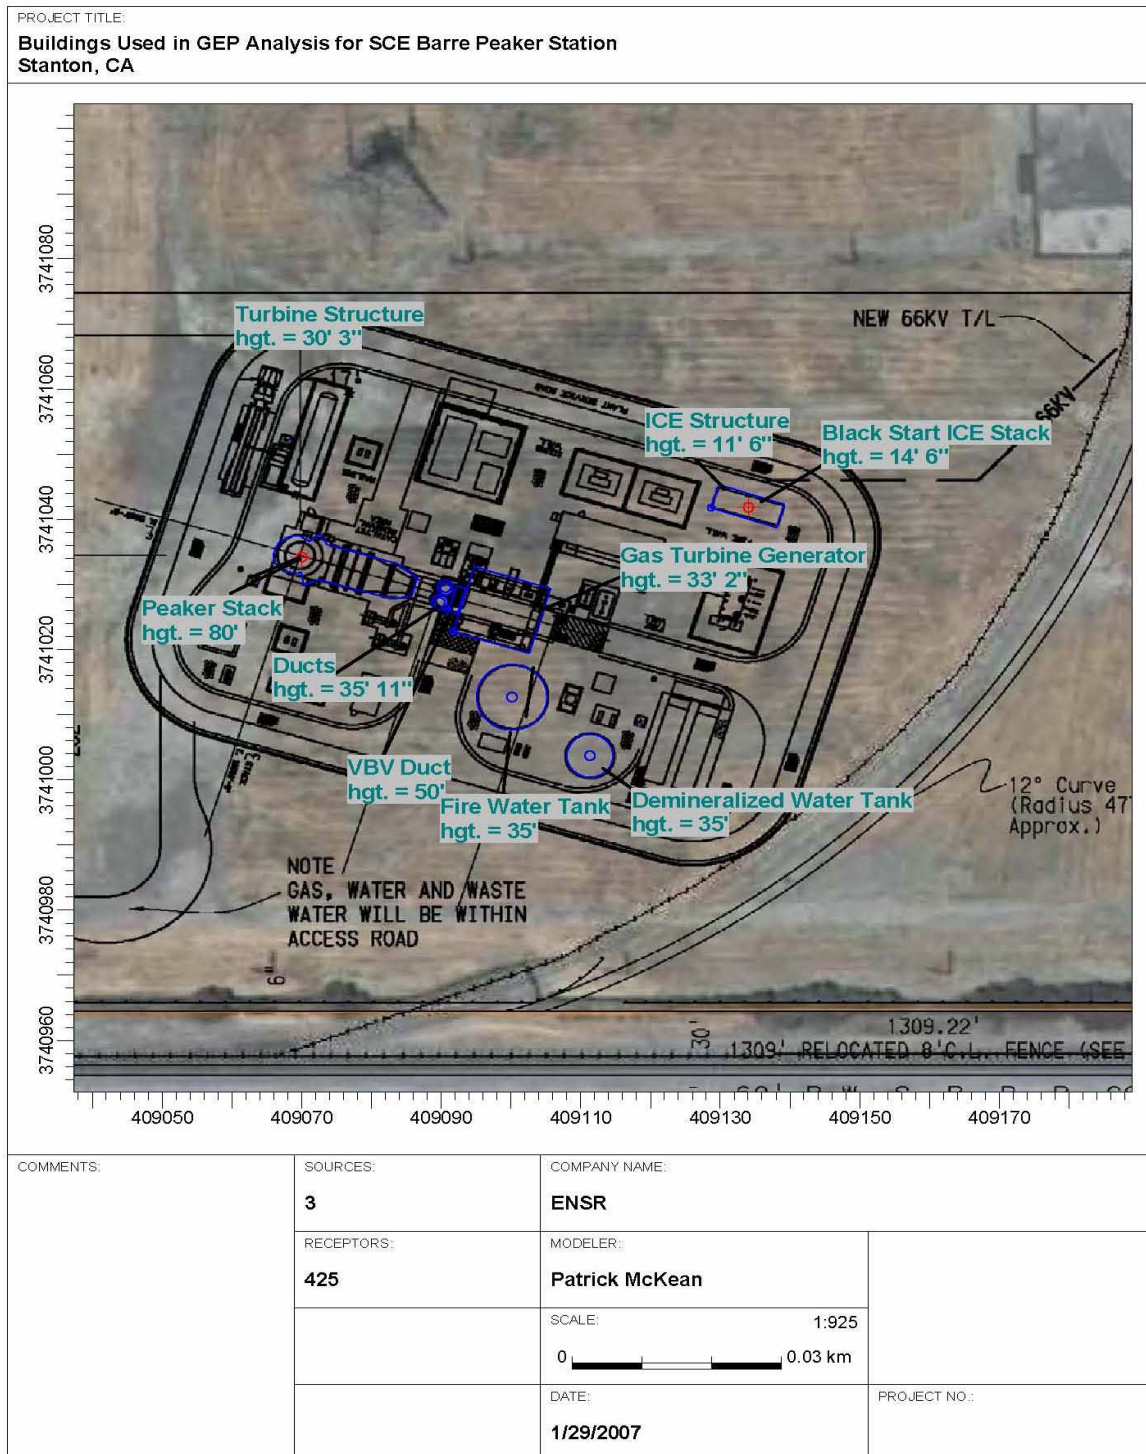 PROJECT TITLE:
Buildings Used in GEP Analysis for SCE Barre Peaker Station
Stanton, CA
3741080
3741060
3741040
3741020
3741000
3740980
3740960
Turbine Structure
hgt. = 30' 3"
NEW 66KV T/L
66KV
PLANT SERVICE ROAD
ICE Structure
hgt. = 11' 6"
Black Start ICE Stack
hgt. = 14' 6"
Gas Turbine Generator
hgt. = 33' 2"
Peaker Stack
hgt. = 80'
Ducts
hgt. = 35' 11"
VBV Duct
hgt. = 50'
Fire Water Tank
hgt. = 35'
Demineralized Water Tank
hgt. = 35'
12° Curve
(Radius 47
Approx.)
NOTE
GAS, WATER AND WASTE
WATER WILL BE WITHIN
ACCESS ROAD
6"
30'
1309.22'
1309' RELOCATED 8'C.L. FENCE (SEE
409050 409070 409090 409110 409130 409150 409170
COMMENTS:
SOURCES:
3
COMPANY NAME:
ENSR
RECEPTORS:
425
MODELER:
Patrick McKean
SCALE:
1:925
0 0.03 km
DATE:
1/29/2007
PROJECT NO.: